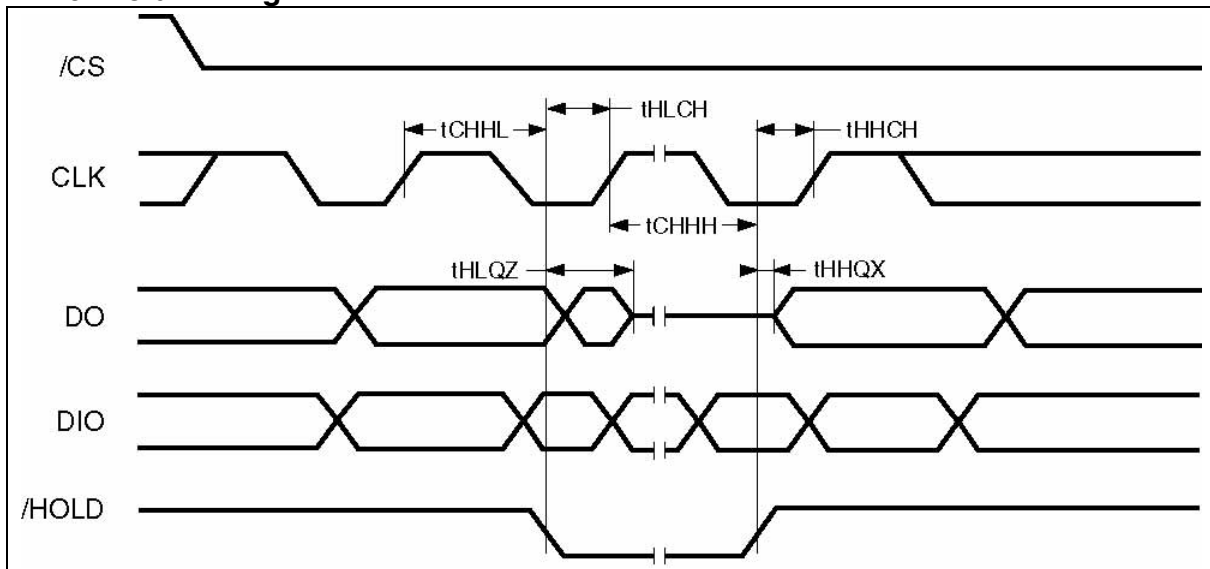 /CS
tHLCH
tCHHL
tHHCH
CLK
tCHHH
tHLQZ
tHHQX
DO
DIO
/HOLD